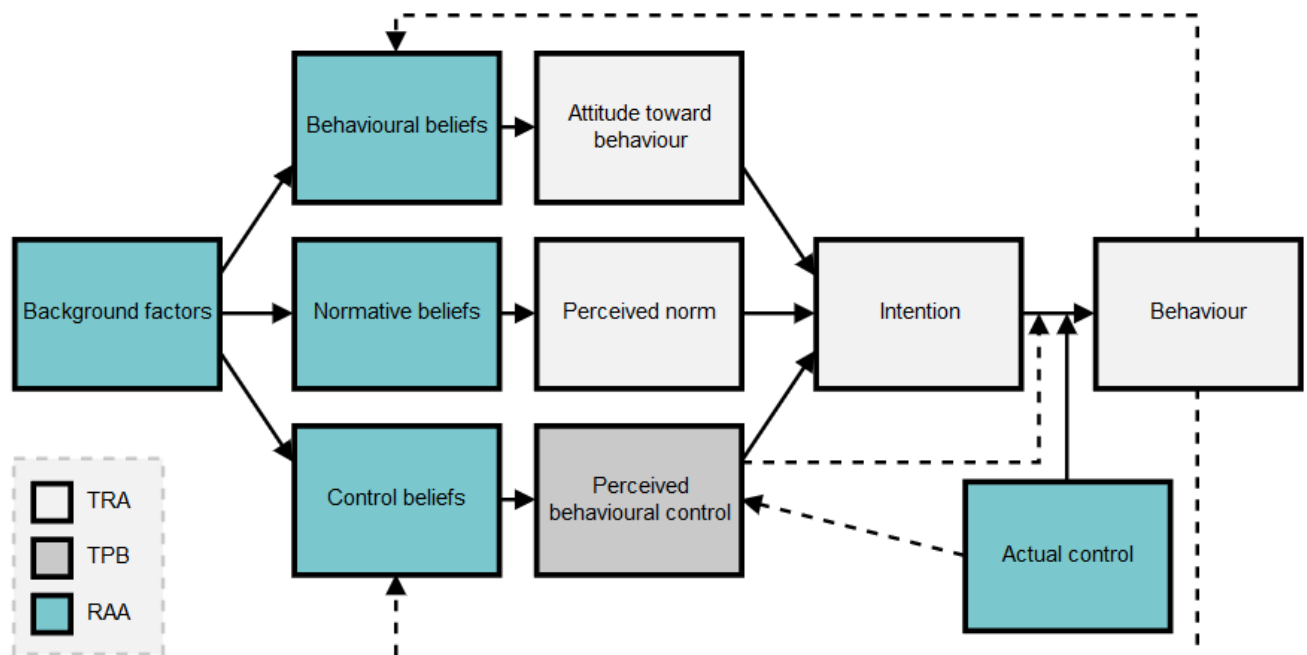 Behavioural beliefs
Attitude toward
behaviour
Background factors
Normative beliefs
Perceived norm
Intention
Behaviour
Control beliefs
Perceived
behavioural control
Actual control
TRA
TPB
RAA